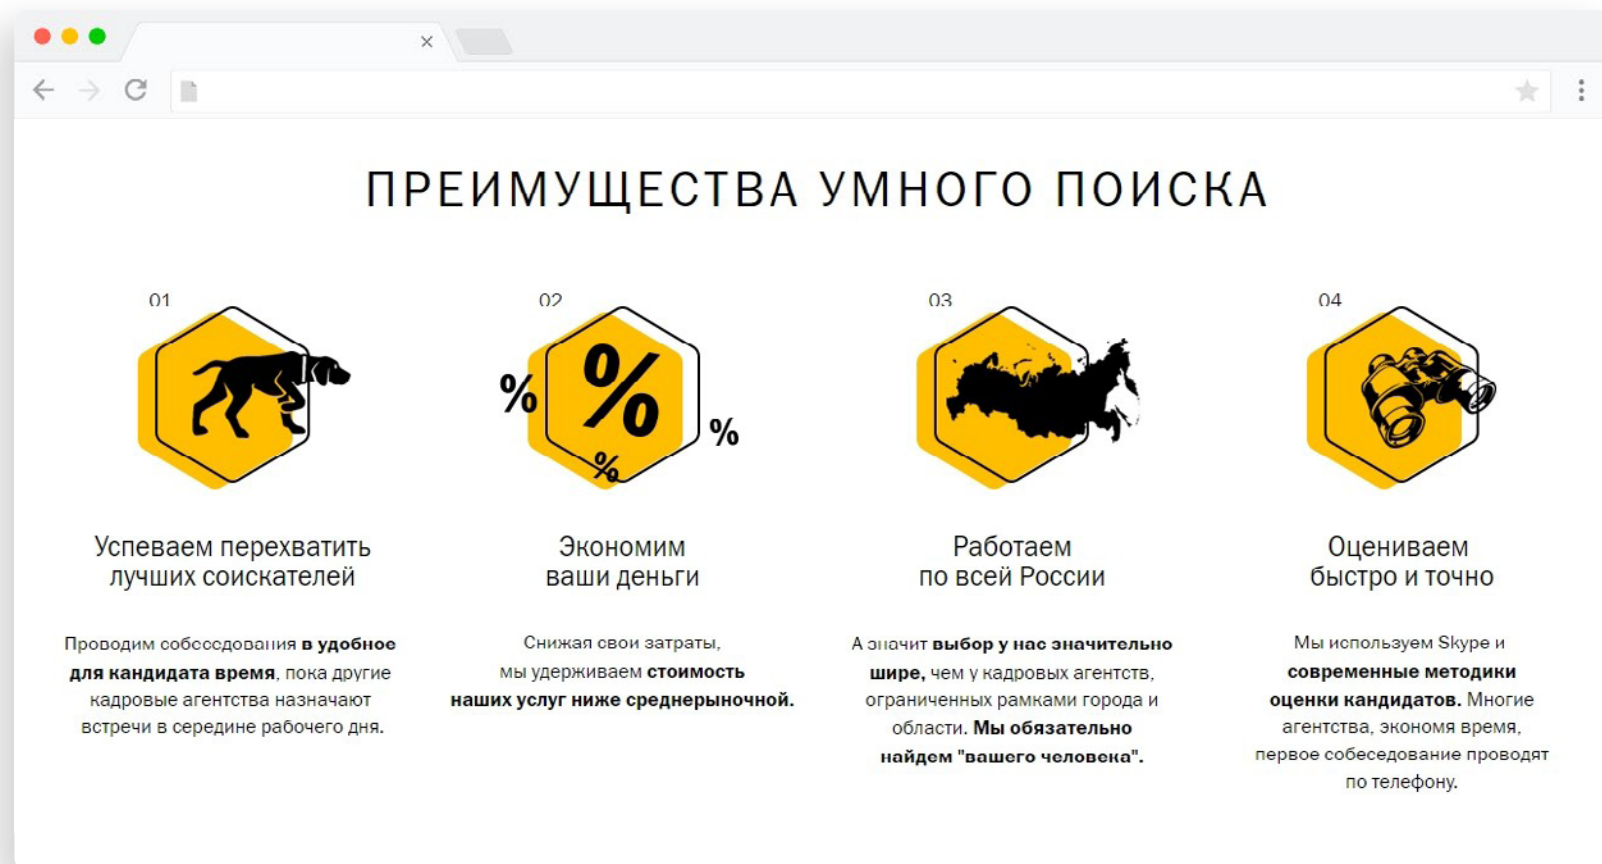 ПРЕИМУЩЕСТВА УМНОГО ПОИСКА
01
Успеваем перехватить
лучших соискателей
Проводим собеседования в удобное
для кандидата время, пока другие
кадровые агентства назначают
встречи в середине рабочего дня.
02
%
%
%
%
Экономим
ваши деньги
Снижая свои затраты,
мы удерживаем стоимость
наших услуг ниже среднерыночной.
03
Работаем
по всей России
А значит выбор у нас значительно
шире, чем у кадровых агентств,
ограниченных рамками города и
области. Мы обязательно
найдем "вашего человека".
04
Оцениваем
быстро и точно
Мы используем Skype и
современные методики
оценки кандидатов. Многие
агентства, экономя время,
первое собеседование проводят
по телефону.